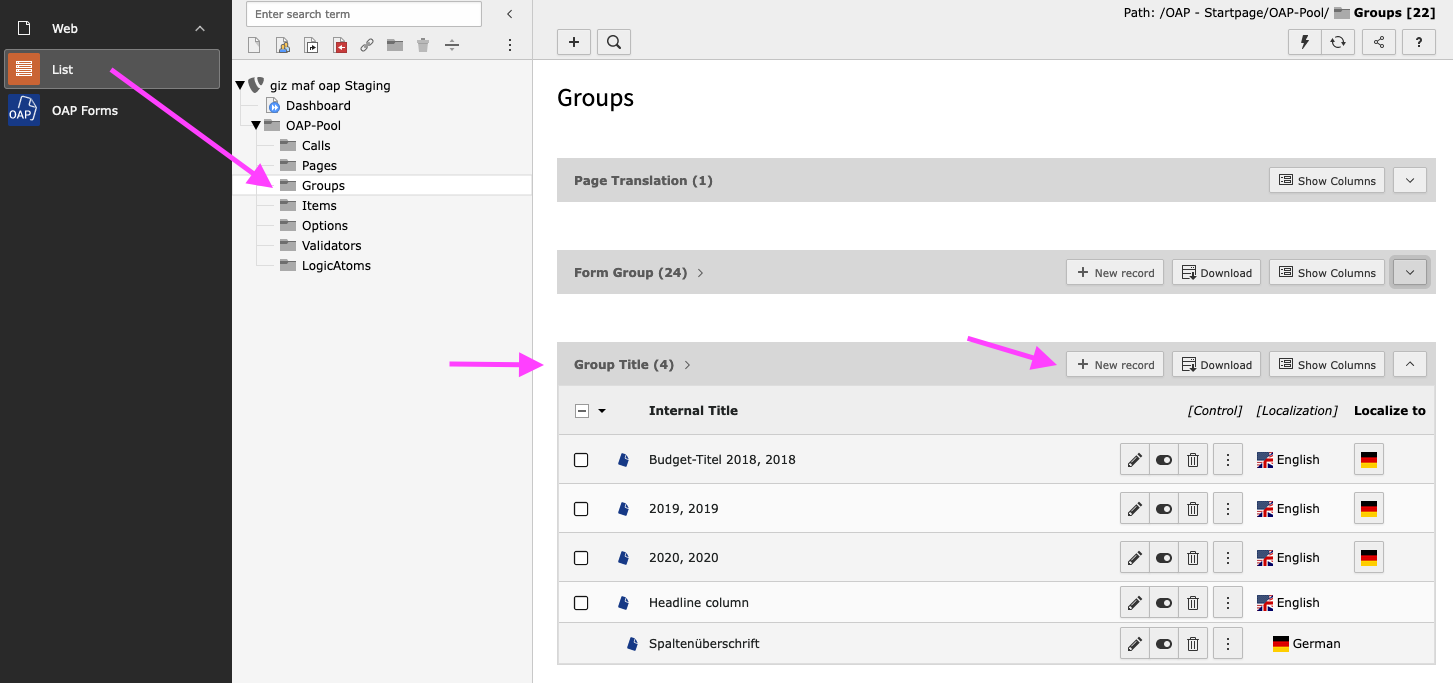 Web
List
OAP
OAP Forms
Enter search term
giz maf oap Staging
Dashboard
OAP-Pool
Calls
Pages
Groups
Items
Options
Validators
LogicAtoms
Path: /OAP - Startpage/OAP-Pool/ Groups [22]
?
Groups
Page Translation (1) Show Columns
Form Group (24) New record Download Show Columns
Group Title (4) New record Download Show Columns
Internal Title [Control] [Localization] Localize to
Budget-Titel 2018, 2018 English
2019, 2019 English
2020, 2020 English
Headline column English
Spaltenüberschrift German